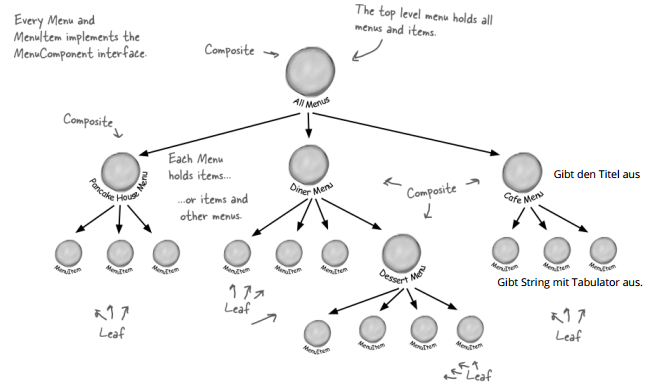 Every Menu and
MenuItem implements the
MenuComponent interface.
The top level menu holds all
menus and items.
Composite
All Menus
Composite
Each Menu
holds items...
...or items and
other menus.
Pancake House Menu
Diner Menu
Composite
Cafe Menu
Gibt den Titel aus
MenuItem
MenuItem
MenuItem
MenuItem
MenuItem
MenuItem
Dessert Menu
MenuItem
MenuItem
MenuItem
Gibt String mit Tabulator aus.
Leaf
Leaf
Leaf
MenuItem
MenuItem
MenuItem
MenuItem
Leaf